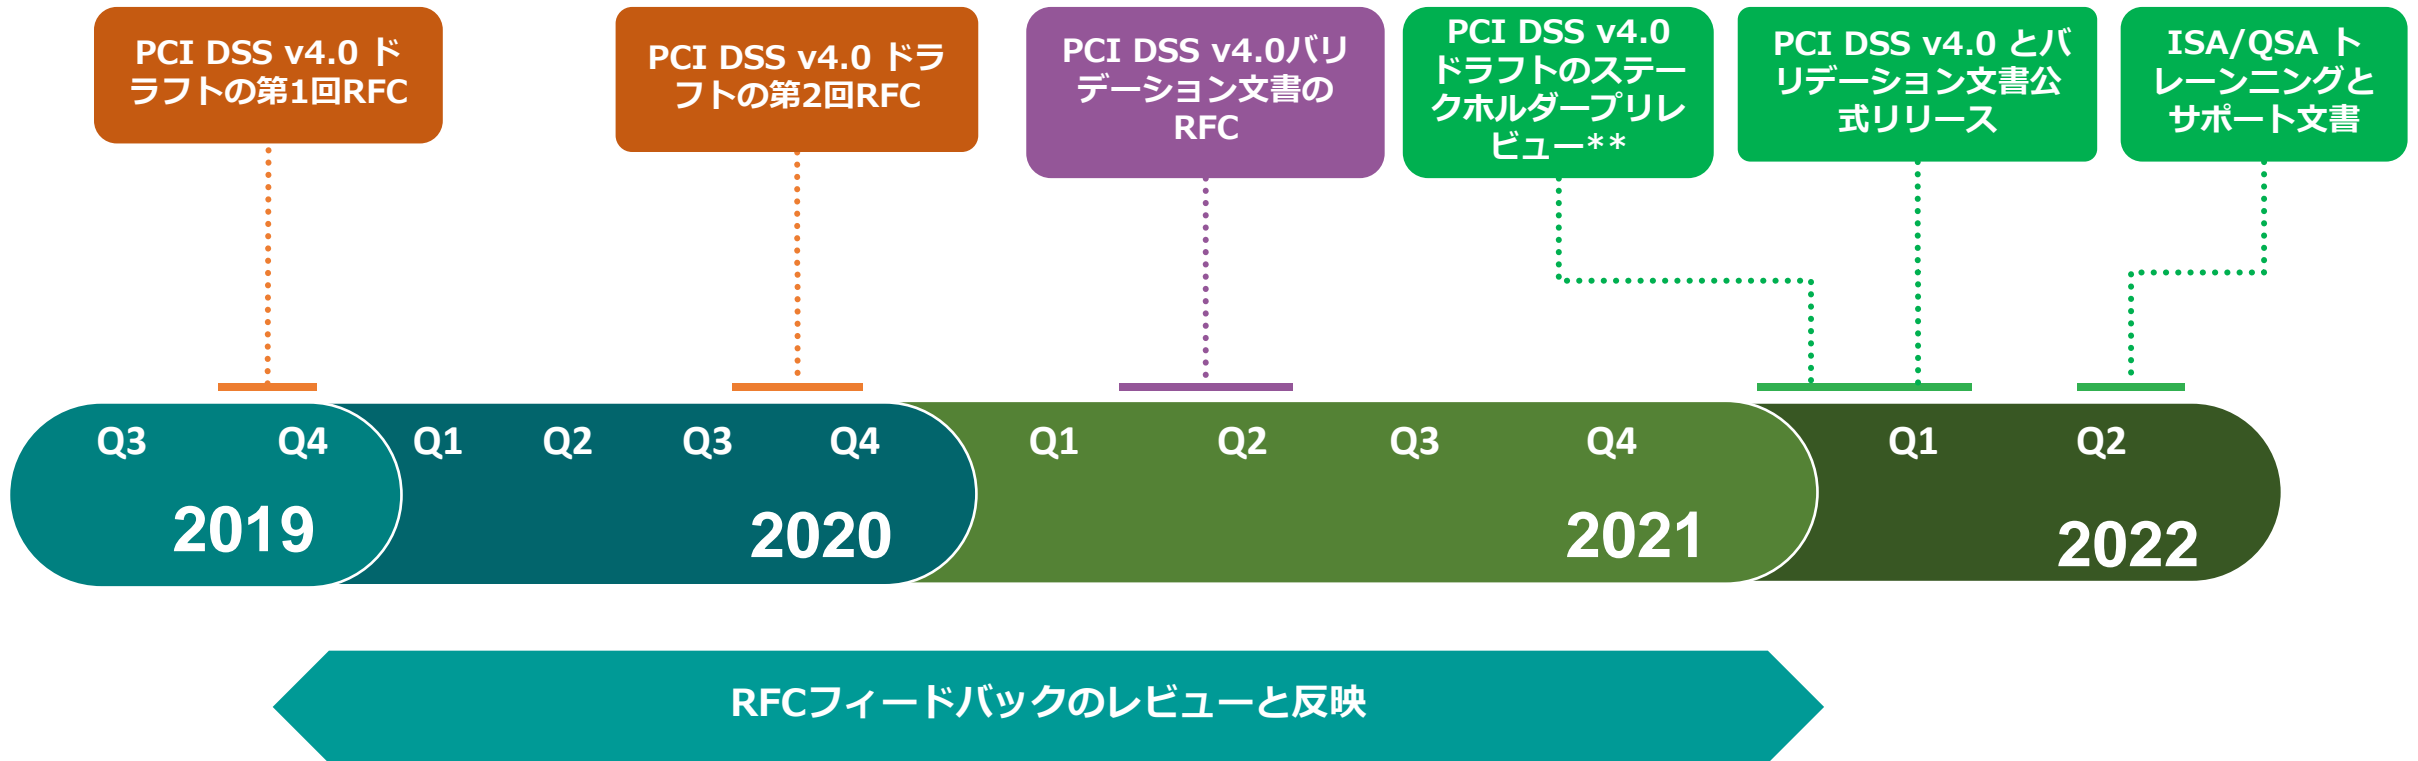 PCI DSS v4.0 ド
ラフトの第1回RFC
PCI DSS v4.0 ドラ
フトの第2回RFC
PCI DSS v4.0バリ
デーション文書の
RFC
PCI DSS v4.0
ドラフトのステー
クホルダープリレ
ビュー**
PCI DSS v4.0 とバ
リデーション文書公
式リリース
ISA/QSA ト
レーンニングと
サポート文書
Q3
Q4
Q1
Q2
Q3
Q4
Q1
Q2
Q3
Q4
Q1
Q2
2019
2020
2021
2022
RFCフィードバックのレビューと反映